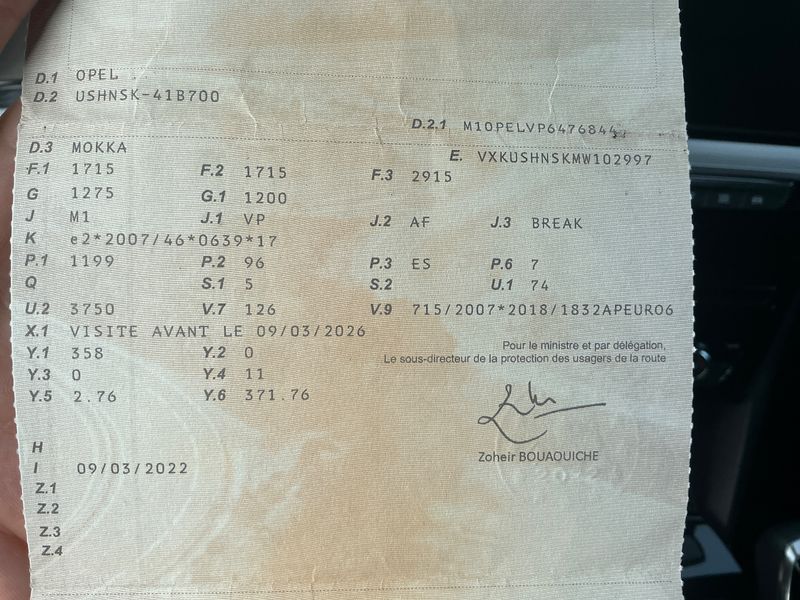 D.1 OPEL
D.2 USHNSK-41B700
D.2.1 M10PELVP6476844
D.3 MOKKA
E. VXKUSHNSKMW102997
F.1 1715 F.2 1715 F.3 2915
G 1275 G.1 1200
J M1 J.1 VP J.2 AF J.3 BREAK
K e2*2007/46*0639*17
P.1 1199 P.2 96 P.3 ES P.6 7
Q S.1 5 S.2 U.1 74
U.2 3750 V.7 126 V.9 715/2007*2018/1832APEURO6
X.1 VISITE AVANT LE 09/03/2026
Y.1 358 Y.2 0
Pour le ministre et par délégation,
Le sous-directeur de la protection des usagers de la route
Y.3 0 Y.4 11
Y.5 2.76 Y.6 371.76
Zoheir BOUAOUICHE
H
I 09/03/2022
Z.1
Z.2
Z.3
Z.4